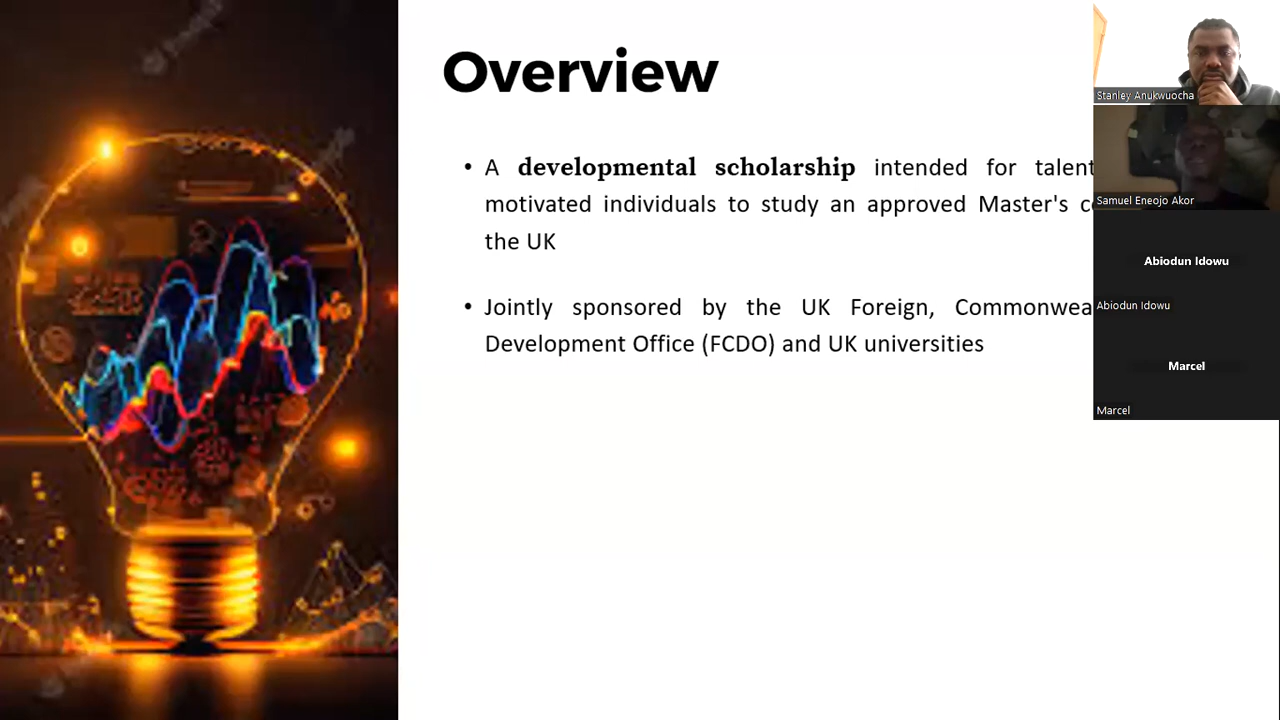 Overview
• A developmental scholarship intended for talent
motivated individuals to study an approved Master's c
the UK
• Jointly sponsored by the UK Foreign, Commonwea
Development Office (FCDO) and UK universities
Stanley Anukwuocha
Samuel Eneojo Akor
Abiodun Idowu
Abiodun Idowu
Marcel
Marcel